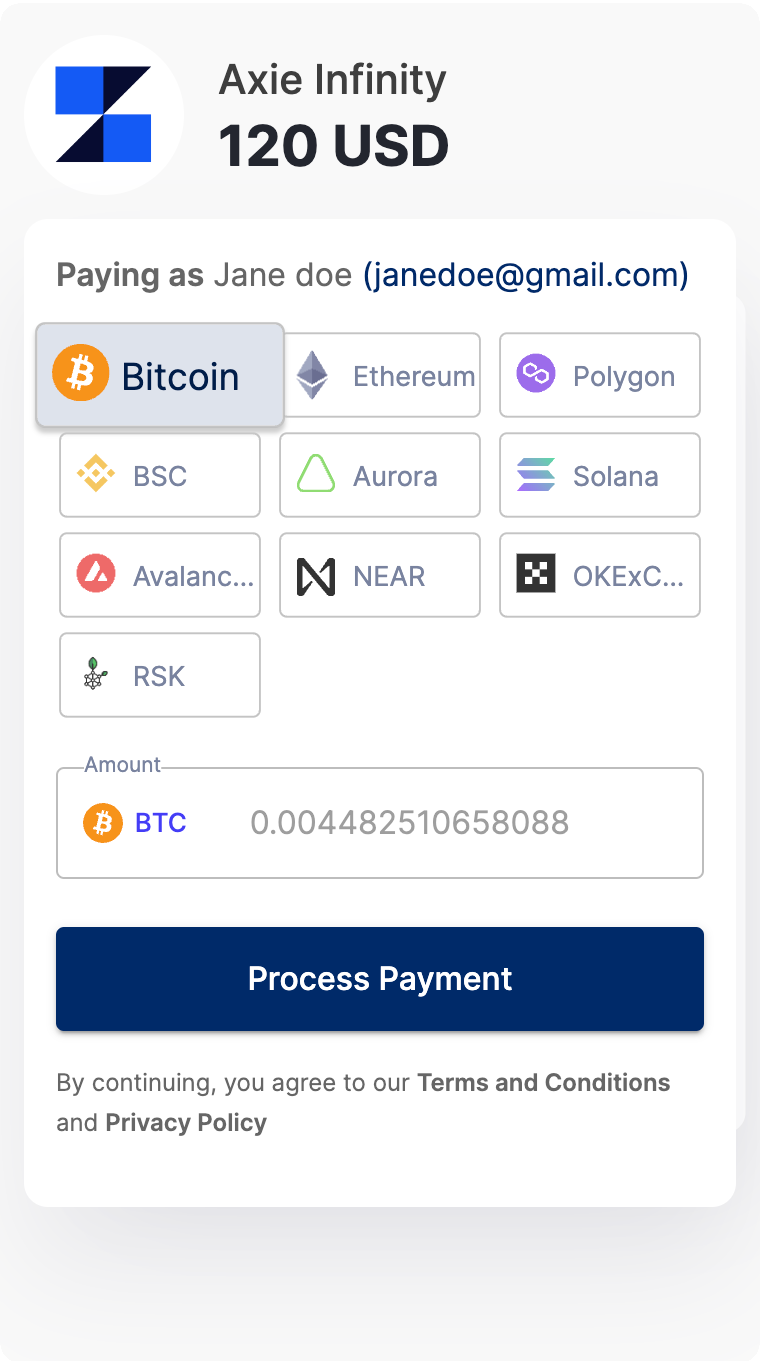 Axie Infinity
120 USD
Paying as Jane doe (janedoe@gmail.com)
Bitcoin Ethereum Polygon
BSC Aurora Solana
Avalanc... NEAR OKExC...
RSK
Amount
BTC 0.004482510658088
Process Payment
By continuing, you agree to our Terms and Conditions
and Privacy Policy